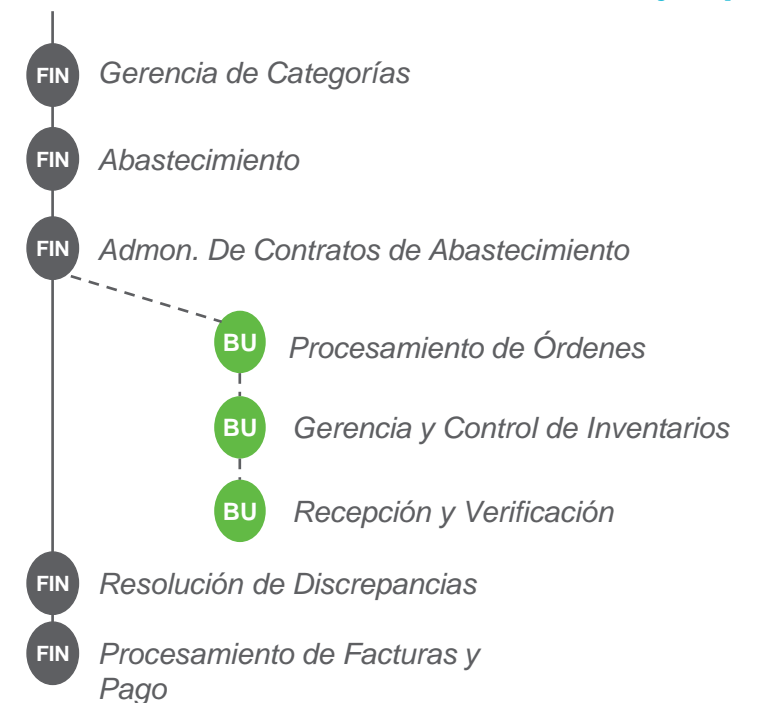 FIN Gerencia de Categorías
FIN Abastecimiento
FIN Admon. De Contratos de Abastecimiento
BU Procesamiento de Órdenes
BU Gerencia y Control de Inventarios
BU Recepción y Verificación
FIN Resolución de Discrepancias
FIN Procesamiento de Facturas y
Pago